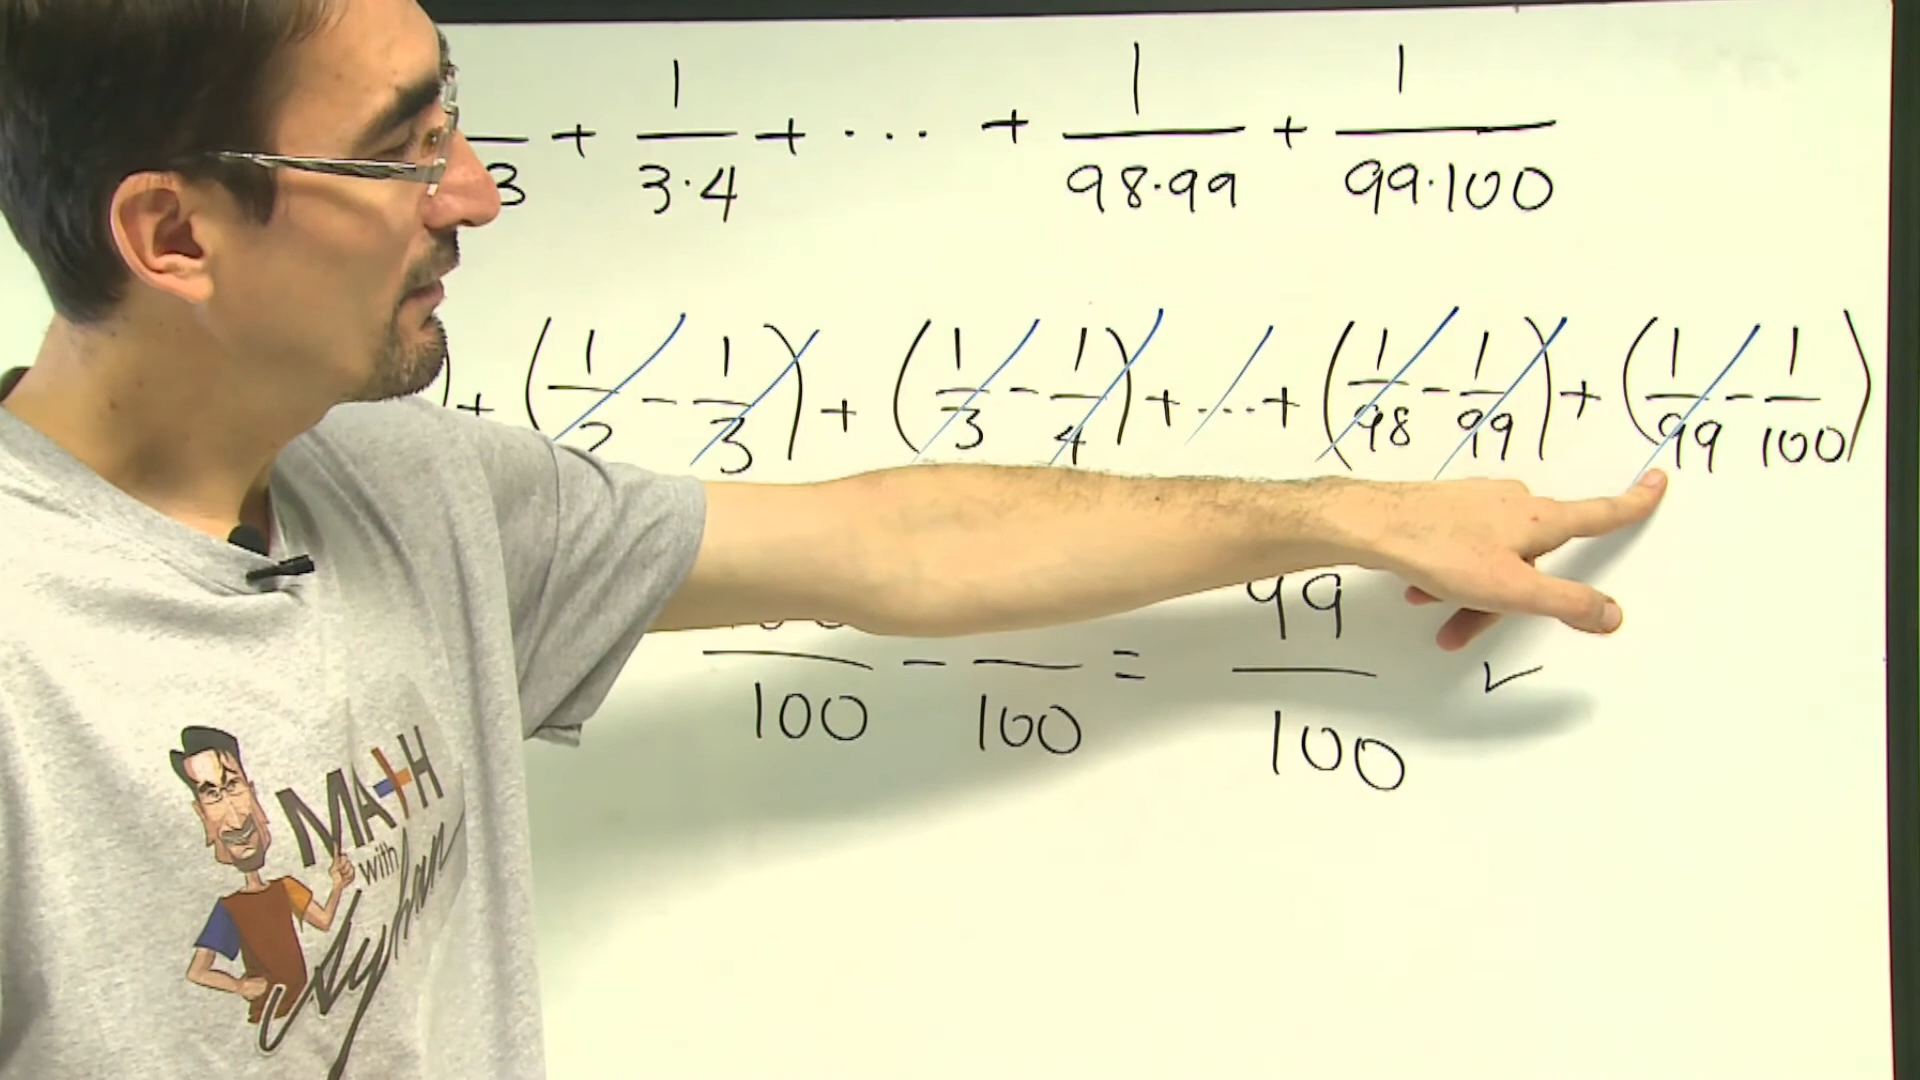 3 + 1/3·4 + ... + 1/98·99 + 1/99·100
) + (1/2 - 1/3) + (1/3 - 1/4) + ... + (1/98 - 1/99) + (1/99 - 1/100)
/100 - /100 = 99/100 ✓
MATH
with
Ayhan